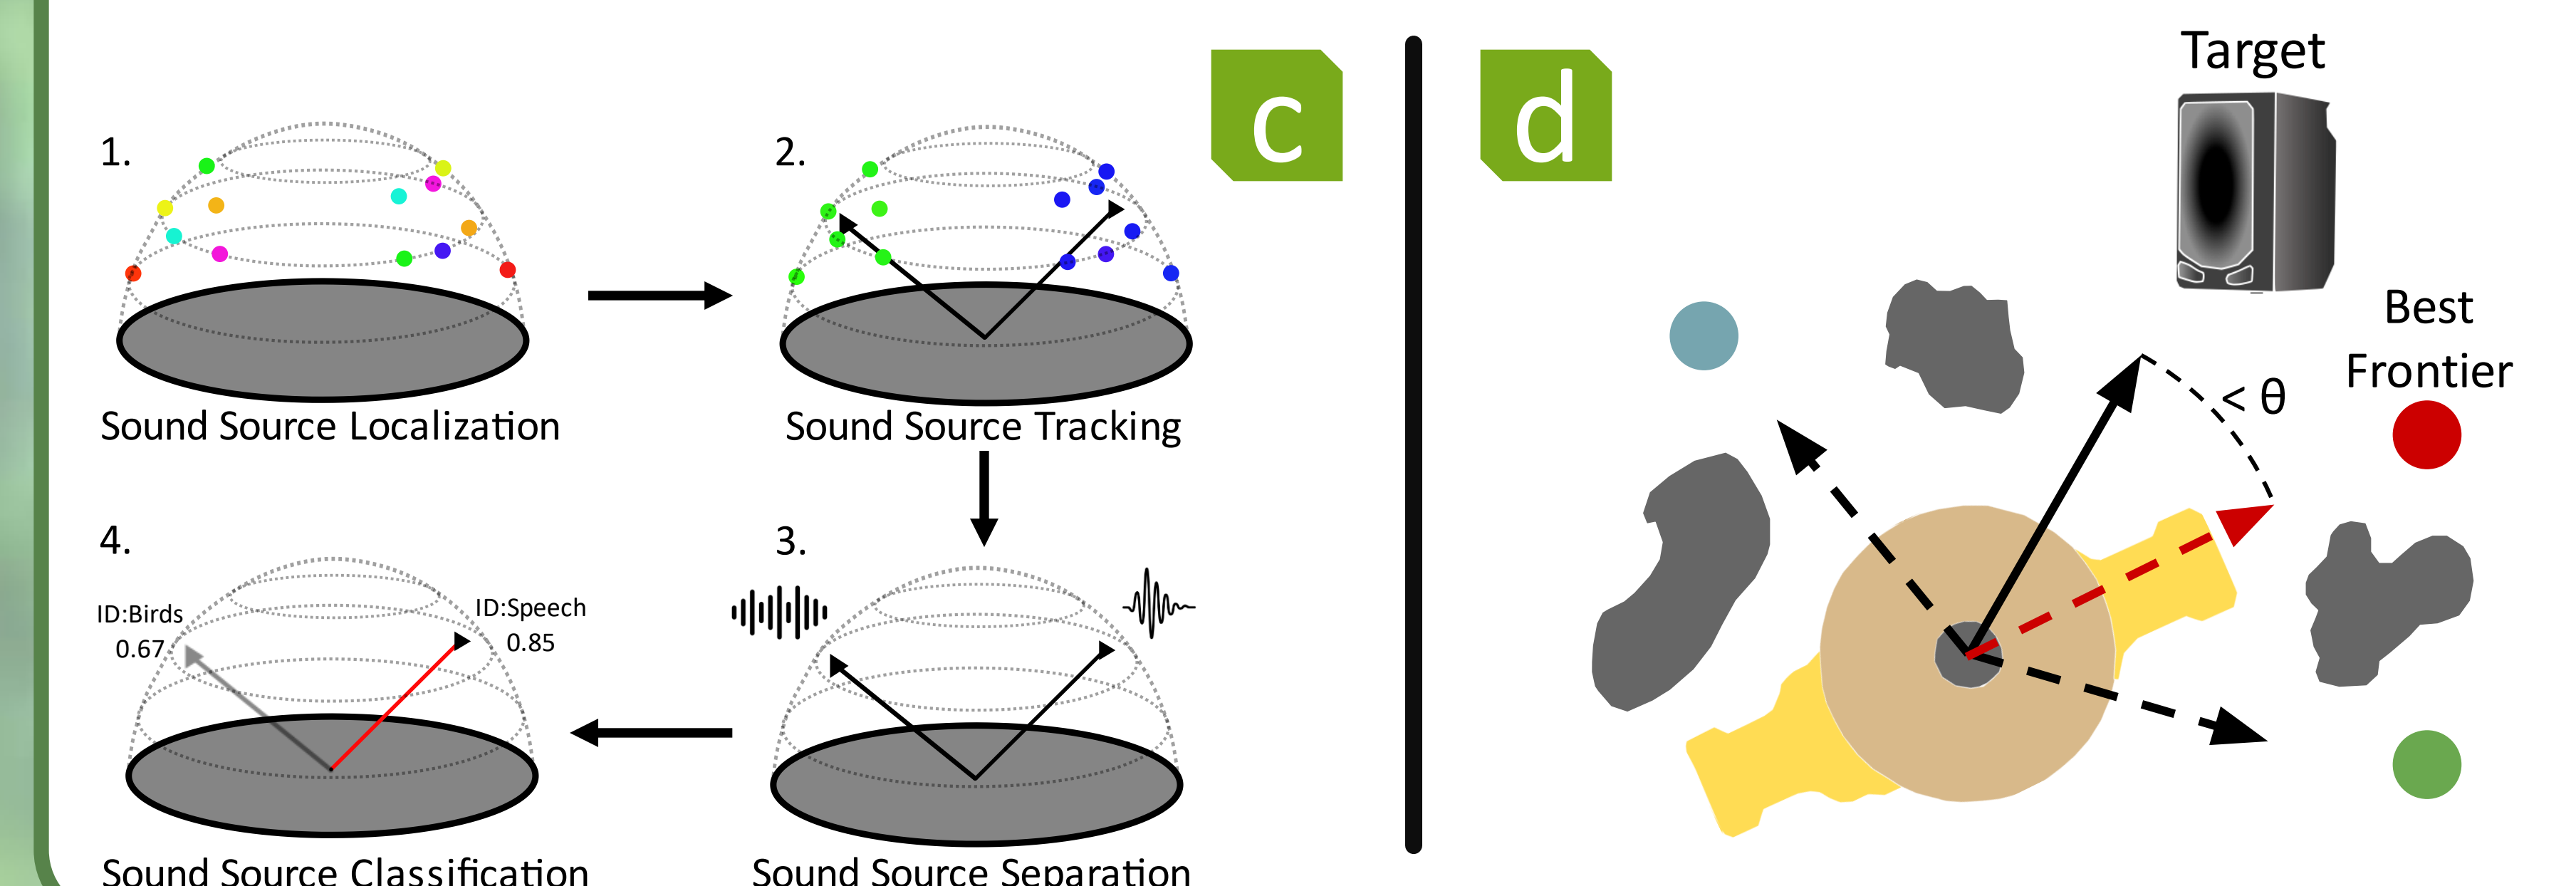 c
1.
Sound Source Localization
2.
Sound Source Tracking
3.
Sound Source Separation
4.
ID:Birds
0.67
ID:Speech
0.85
Sound Source Classification
d
Target
Best
Frontier
< θ